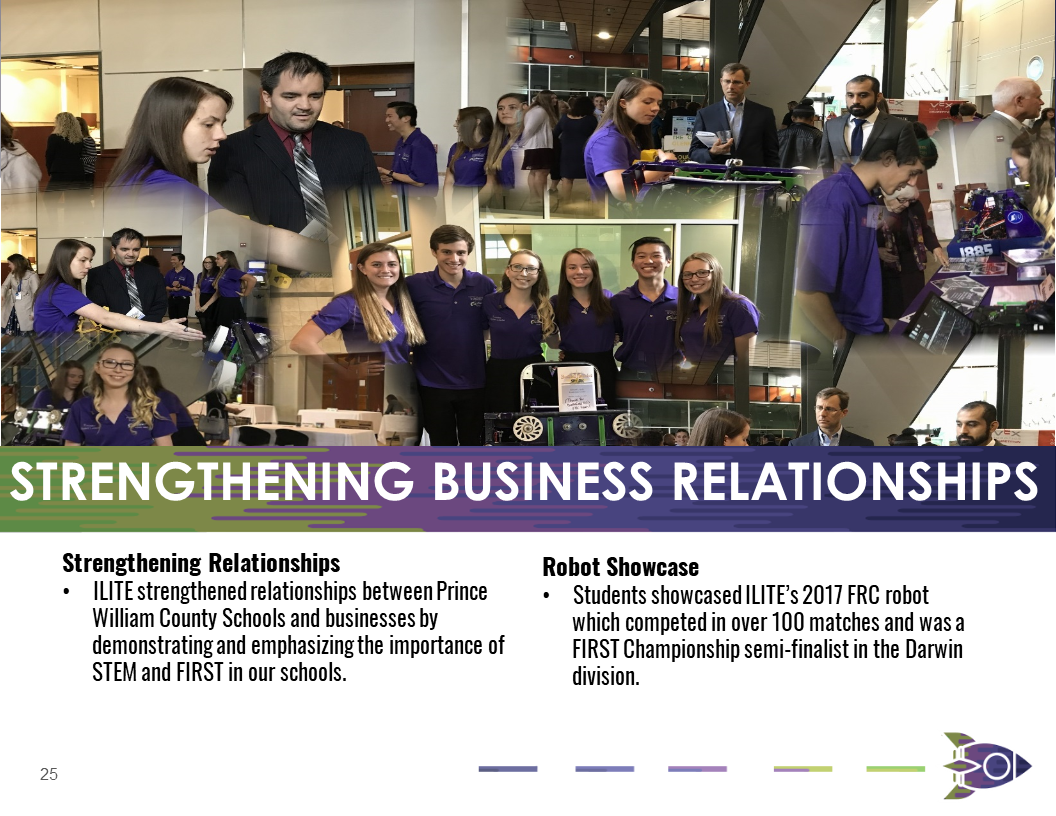 VEX
1885
STRENGTHENING BUSINESS RELATIONSHIPS
Strengthening Relationships
• ILITE strengthened relationships between Prince
William County Schools and businesses by
demonstrating and emphasizing the importance of
STEM and FIRST in our schools.
Robot Showcase
• Students showcased ILITE’s 2017 FRC robot
which competed in over 100 matches and was a
FIRST Championship semi-finalist in the Darwin
division.
25